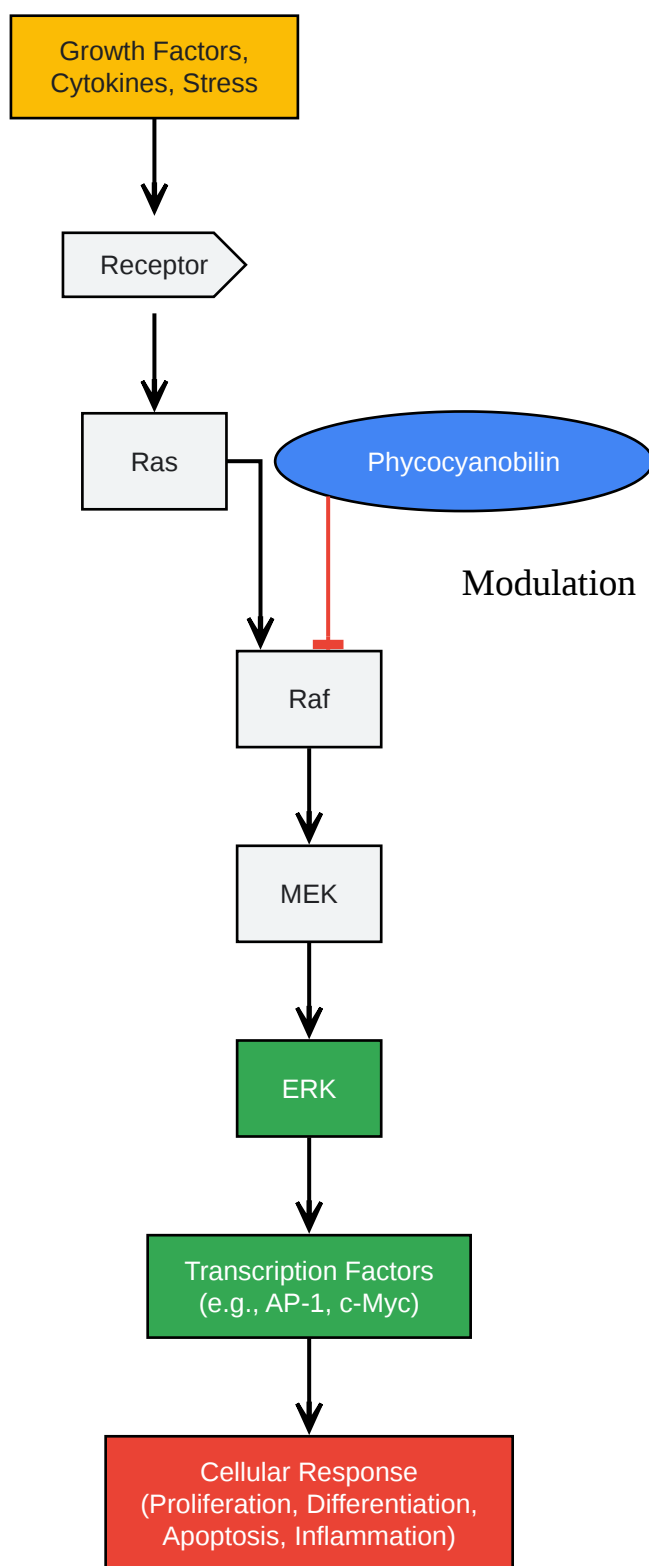 Growth Factors,
Cytokines, Stress
Receptor
Ras
Phycocyanobilin
Modulation
Raf
MEK
ERK
Transcription Factors
(e.g., AP-1, c-Myc)
Cellular Response
(Proliferation, Differentiation,
Apoptosis, Inflammation)